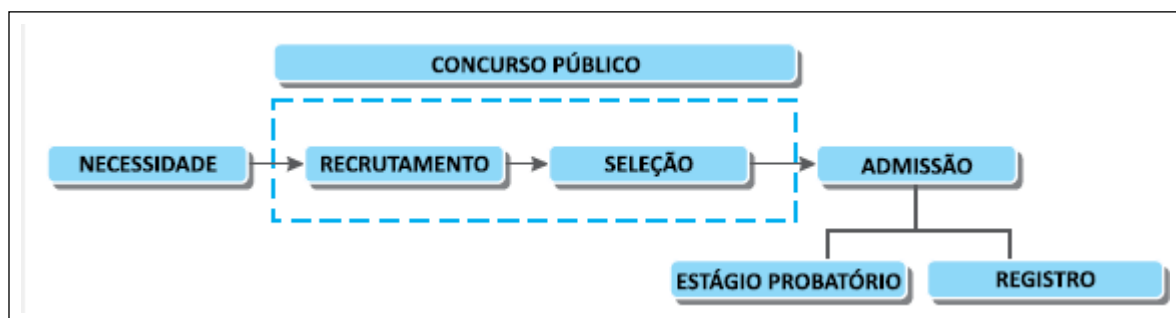 CONCURSO PÚBLICO
NECESSIDADE
RECRUTAMENTO
SELEÇÃO
ADMISSÃO
ESTÁGIO PROBATÓRIO
REGISTRO